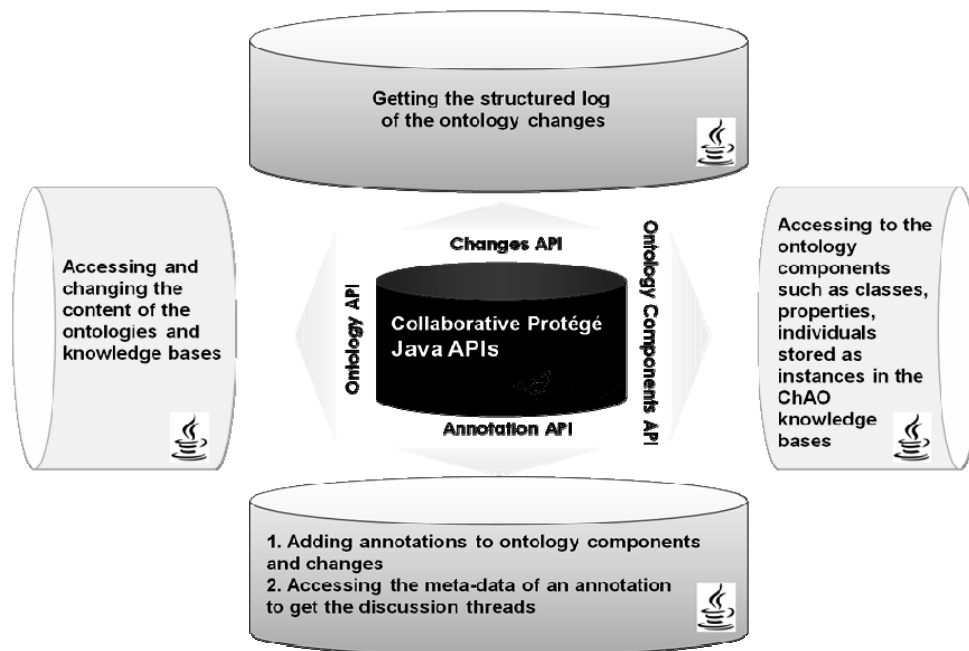 Getting the structured log
of the ontology changes
Accessing and
changing the
content of the
ontologies and
knowledge bases
Changes API
Ontology API
Collaborative Protégé
Java APIs
Annotation API
Ontology Components API
Accessing to the
ontology
components
such as classes,
properties,
individuals
stored as
instances in the
ChAO
knowledge
bases
1. Adding annotations to ontology components
and changes
2. Accessing the meta-data of an annotation
to get the discussion threads